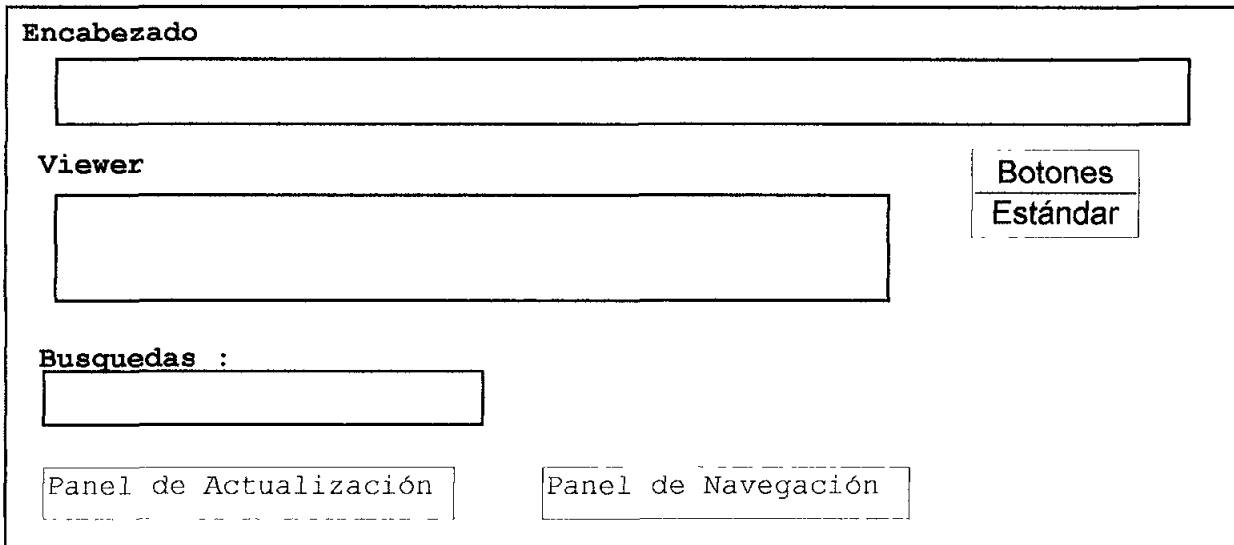 Encabezado
Viewer
Botones
Estándar
Busquedas :
Panel de Actualización
Panel de Navegación